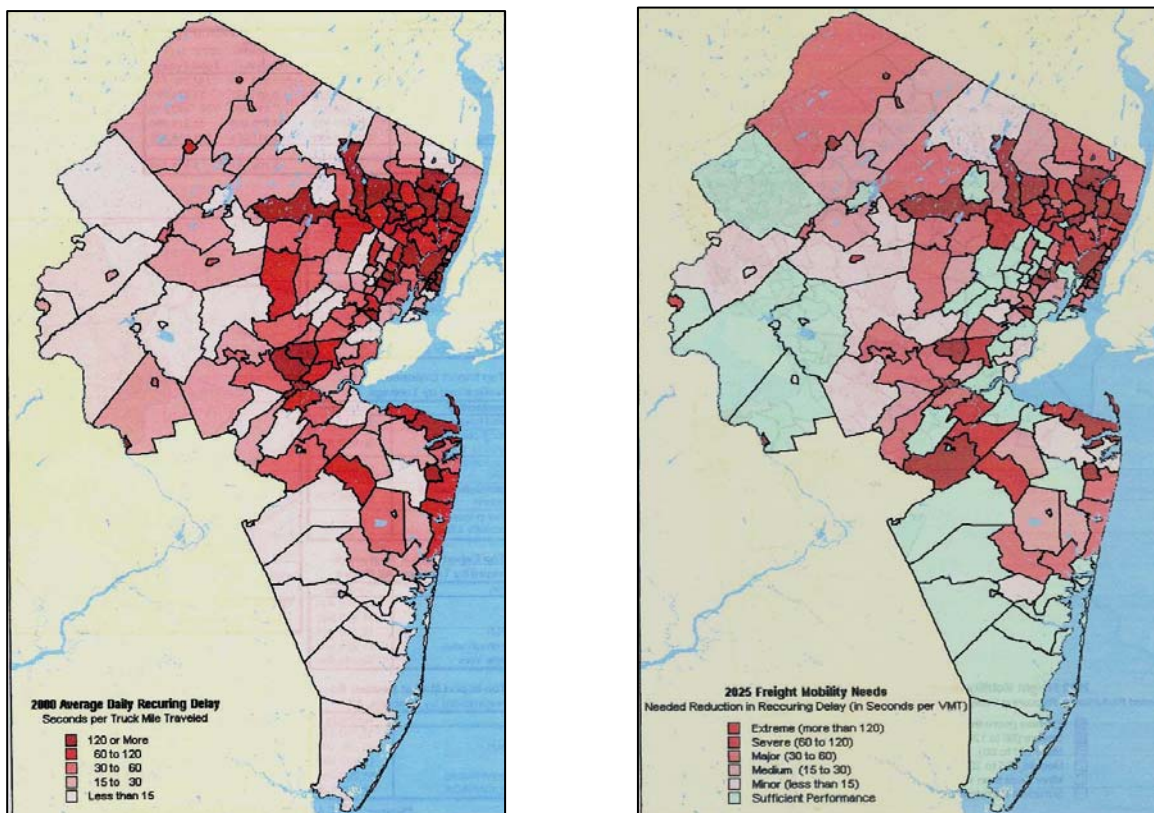 2000 Average Daily Recuring Delay
Seconds per Truck Mile Traveled
120 or More
60 to 120
30 to 60
15 to 30
Less than 15
2025 Freight Mobility Needs
Needed Reduction in Reccuring Delay (in Seconds per VMT)
Extreme (more than 120)
Severe (60 to 120)
Major (30 to 60)
Medium (15 to 30)
Minor (less than 15)
Sufficient Performance